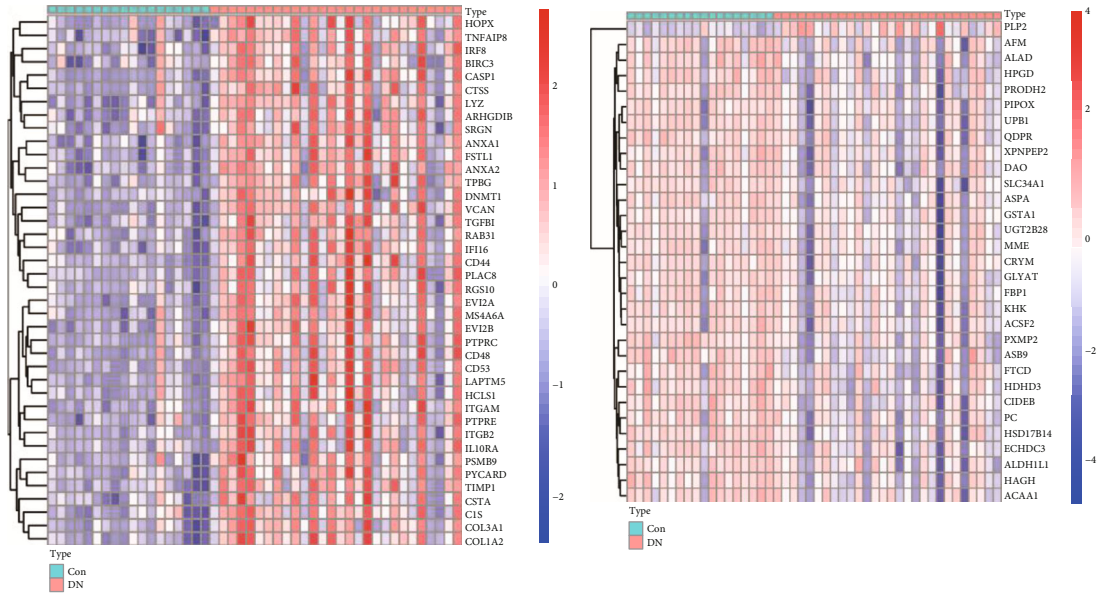 Type
HOPX
TNFAIP8
IRF8
BIRC3
CASP1
CTSS
LYZ
ARHGDIB
SRGN
ANXA1
FSTL1
ANXA2
TPBG
DNMT1
VCAN
TGFBI
RAB31
IFI16
CD44
PLAC8
RGS10
EVI2A
MS4A6A
EVI2B
PTPRC
CD48
CD53
LAPTM5
HCLS1
ITGAM
PTPRE
ITGB2
IL10RA
PSMB9
PYCARD
TIMP1
CSTA
C1S
COL3A1
COL1A2
2
1
0
−1
−2
Type
Con
DN
Type
PLP2
AFM
ALAD
HPGD
PRODH2
PIPOX
UPB1
QDPR
XPNPEP2
DAO
SLC34A1
ASPA
GSTA1
UGT2B28
MME
CRYM
GLYAT
FBP1
KHK
ACSF2
PXMP2
ASB9
FTCD
HDHD3
CIDEB
PC
HSD17B14
ECHDC3
ALDH1L1
HAGH
ACAA1
4
2
0
−2
−4
Type
Con
DN